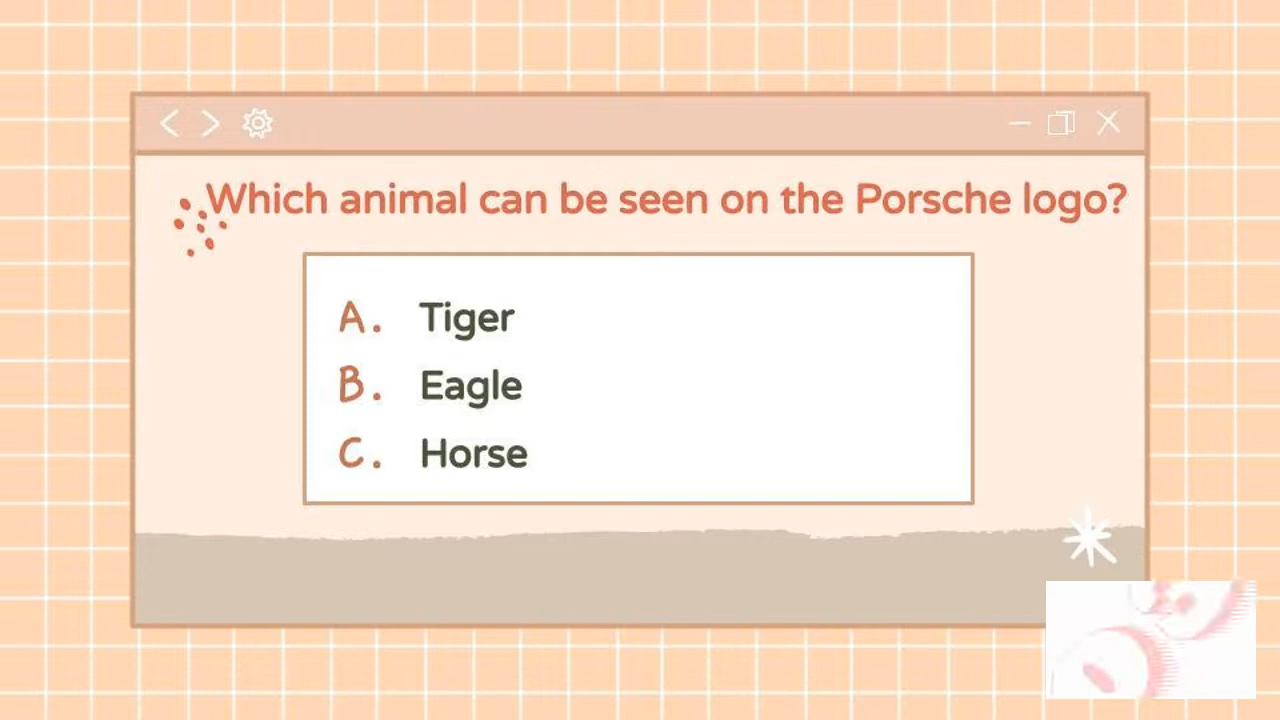 Which animal can be seen on the Porsche logo?
A. Tiger
B. Eagle
C. Horse